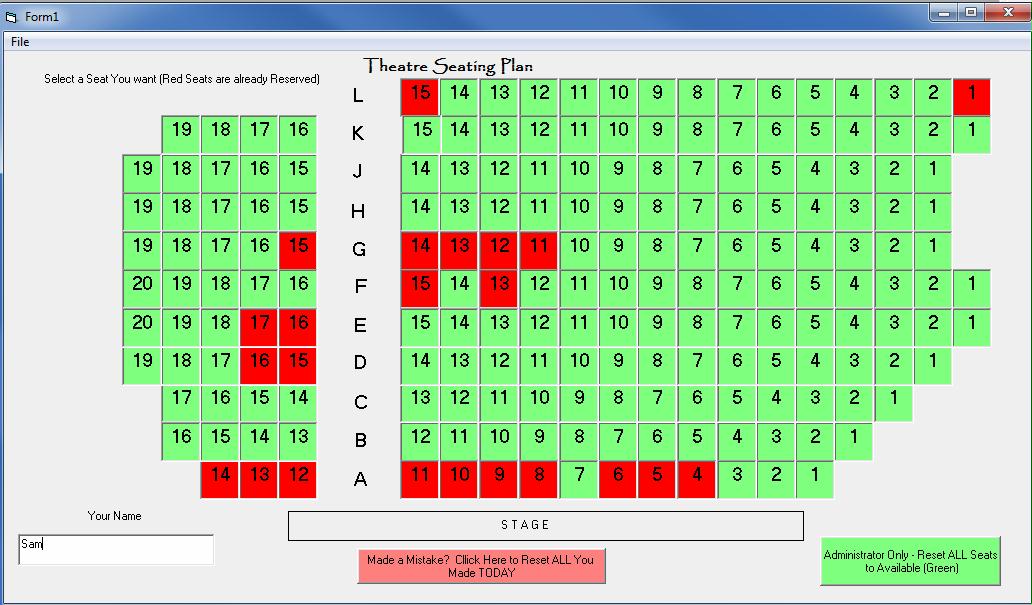 Form1
File
Theatre Seating Plan
Select a Seat You want (Red Seats are already Reserved)
L 15 14 13 12 11 10 9 8 7 6 5 4 3 2 1
19 18 17 16 K 15 14 13 12 11 10 9 8 7 6 5 4 3 2 1
19 18 17 16 15 J 14 13 12 11 10 9 8 7 6 5 4 3 2 1
19 18 17 16 15 H 14 13 12 11 10 9 8 7 6 5 4 3 2 1
19 18 17 16 15 G 14 13 12 11 10 9 8 7 6 5 4 3 2 1
20 19 18 17 16 F 15 14 13 12 11 10 9 8 7 6 5 4 3 2 1
20 19 18 17 16 E 15 14 13 12 11 10 9 8 7 6 5 4 3 2 1
19 18 17 16 15 D 14 13 12 11 10 9 8 7 6 5 4 3 2 1
17 16 15 14 C 13 12 11 10 9 8 7 6 5 4 3 2 1
16 15 14 13 B 12 11 10 9 8 7 6 5 4 3 2 1
14 13 12 A 11 10 9 8 7 6 5 4 3 2 1
Your Name
STAGE
Sam
Made a Mistake? Cllick Here to Reset ALL You
Made TODAY
Administrator Only - Reset ALL Seats
to Available (Green)